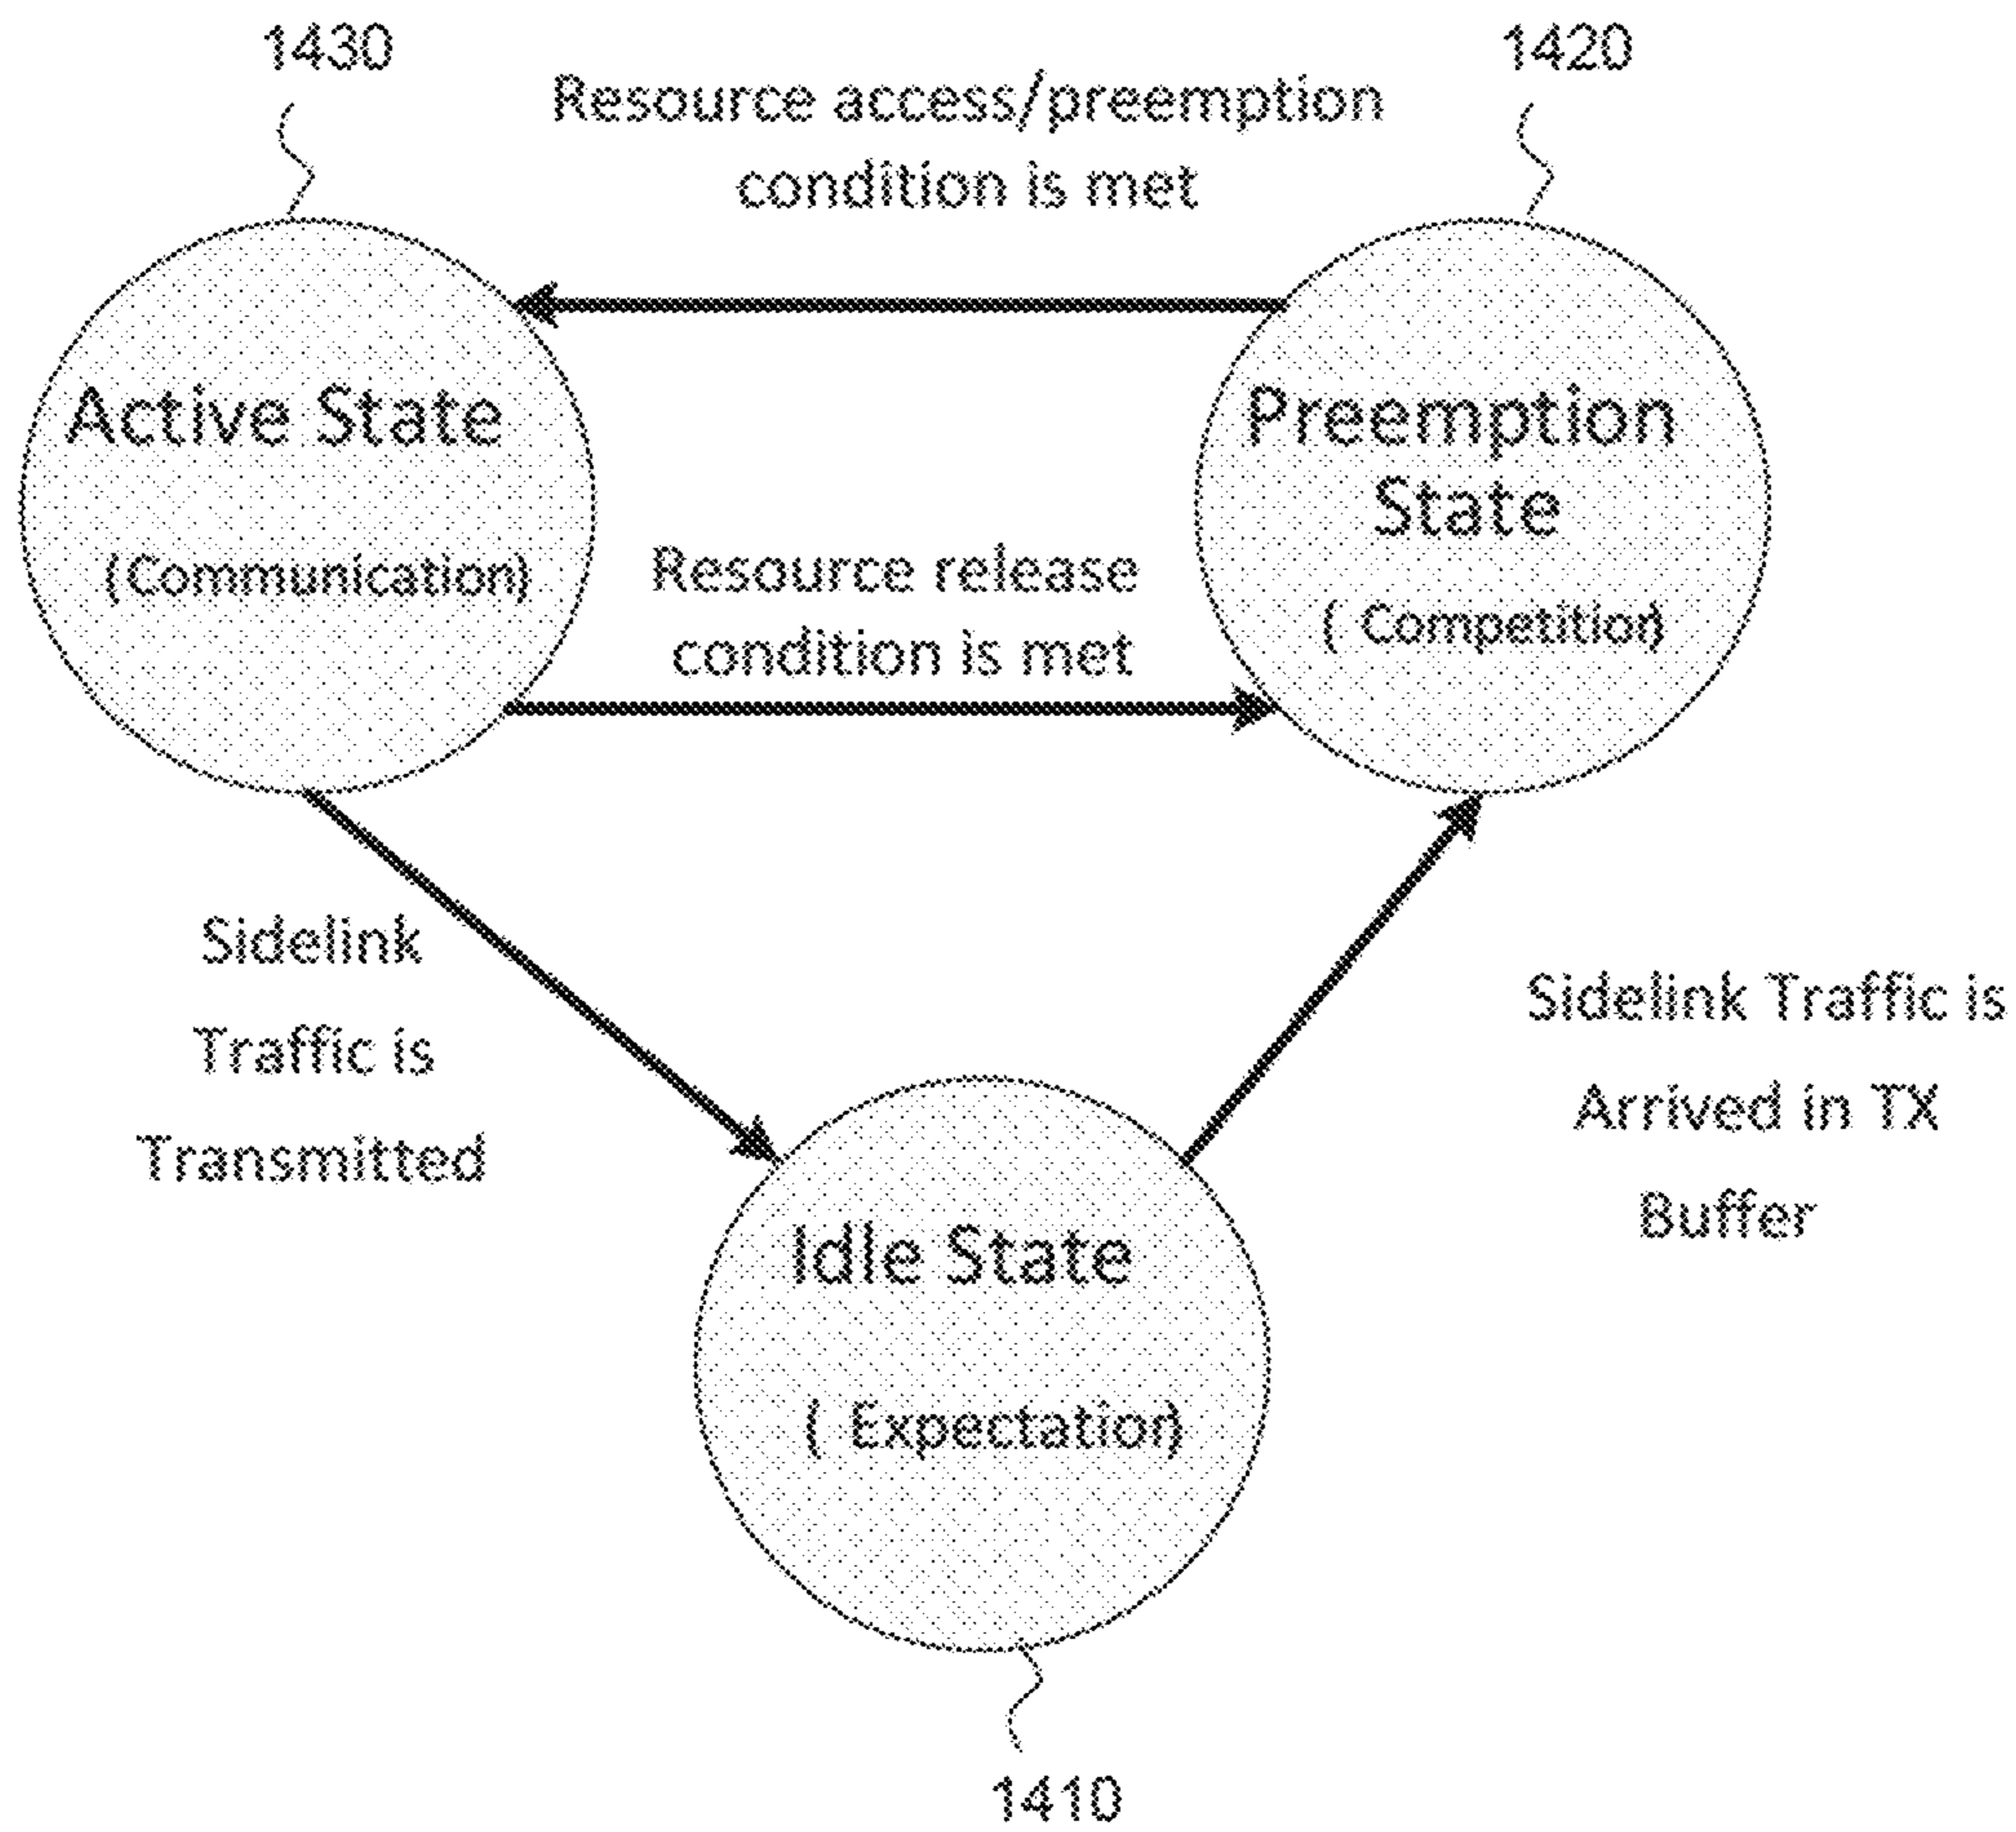 1430
1420
Resource access/preemption
condition is met
Active State
(Communication)
Preemption
State
( Competition)
Resource release
condition is met
Sidelink
Traffic is
Transmitted
Sidelink Traffic is
Arrived in TX
Buffer
Idle State
( Expectation)
1410